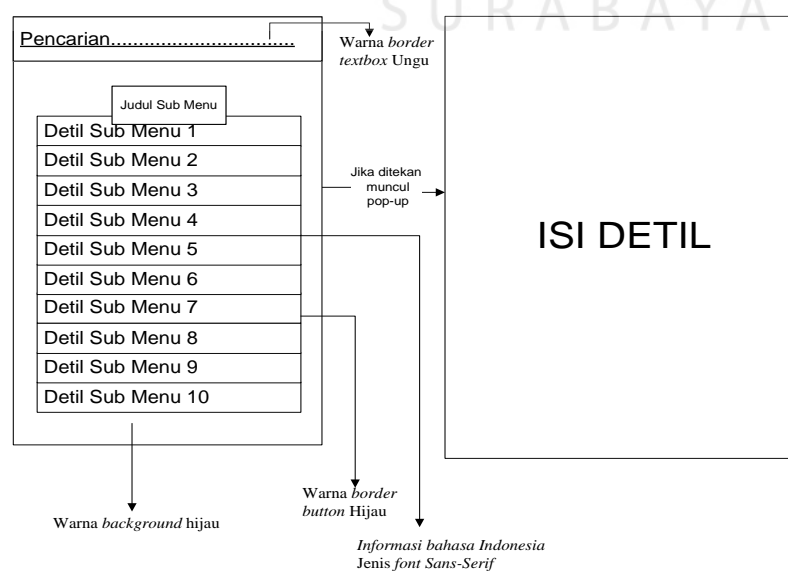 SURABAYA
Pencarian.................................
Warna border
textbox Ungu
Judul Sub Menu
Detil Sub Menu 1
Detil Sub Menu 2
Detil Sub Menu 3
Detil Sub Menu 4
Detil Sub Menu 5
Detil Sub Menu 6
Detil Sub Menu 7
Detil Sub Menu 8
Detil Sub Menu 9
Detil Sub Menu 10
Jika ditekan
muncul
pop-up
ISI DETIL
Warna background hijau
Warna border
button Hijau
Informasi bahasa Indonesia
Jenis font Sans-Serif